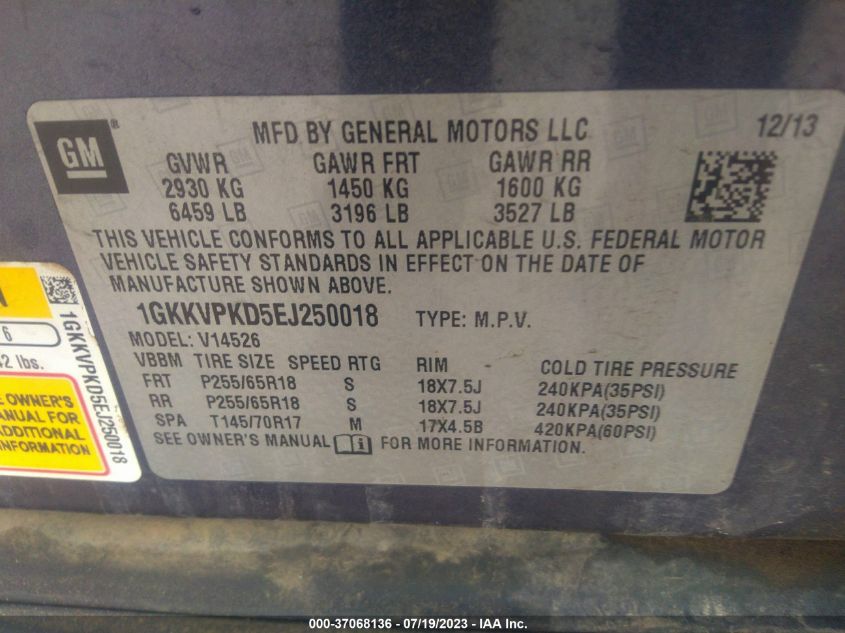 GM ®
MFD BY GENERAL MOTORS LLC 12/13
GVWR GAWR FRT GAWR RR
2930 KG 1450 KG 1600 KG
6459 LB 3196 LB 3527 LB
THIS VEHICLE CONFORMS TO ALL APPLICABLE U.S. FEDERAL MOTOR
VEHICLE SAFETY STANDARDS IN EFFECT ON THE DATE OF
MANUFACTURE SHOWN ABOVE.
1GKKVPKD5EJ250018 TYPE: M.P.V.
MODEL: V14526
VBBM TIRE SIZE SPEED RTG RIM COLD TIRE PRESSURE
FRT P255/65R18 S 18X7.5J 240KPA(35PSI)
RR P255/65R18 S 18X7.5J 240KPA(35PSI)
SPA T145/70R17 M 17X4.5B 420KPA(60PSI)
SEE OWNER'S MANUAL FOR MORE INFORMATION.
6
2 lbs.
OWNER'S
MANUAL FOR
ADDITIONAL
INFORMATION
1GKKVPKD5EJ250018
000-37068136 - 07/19/2023 - IAA Inc.